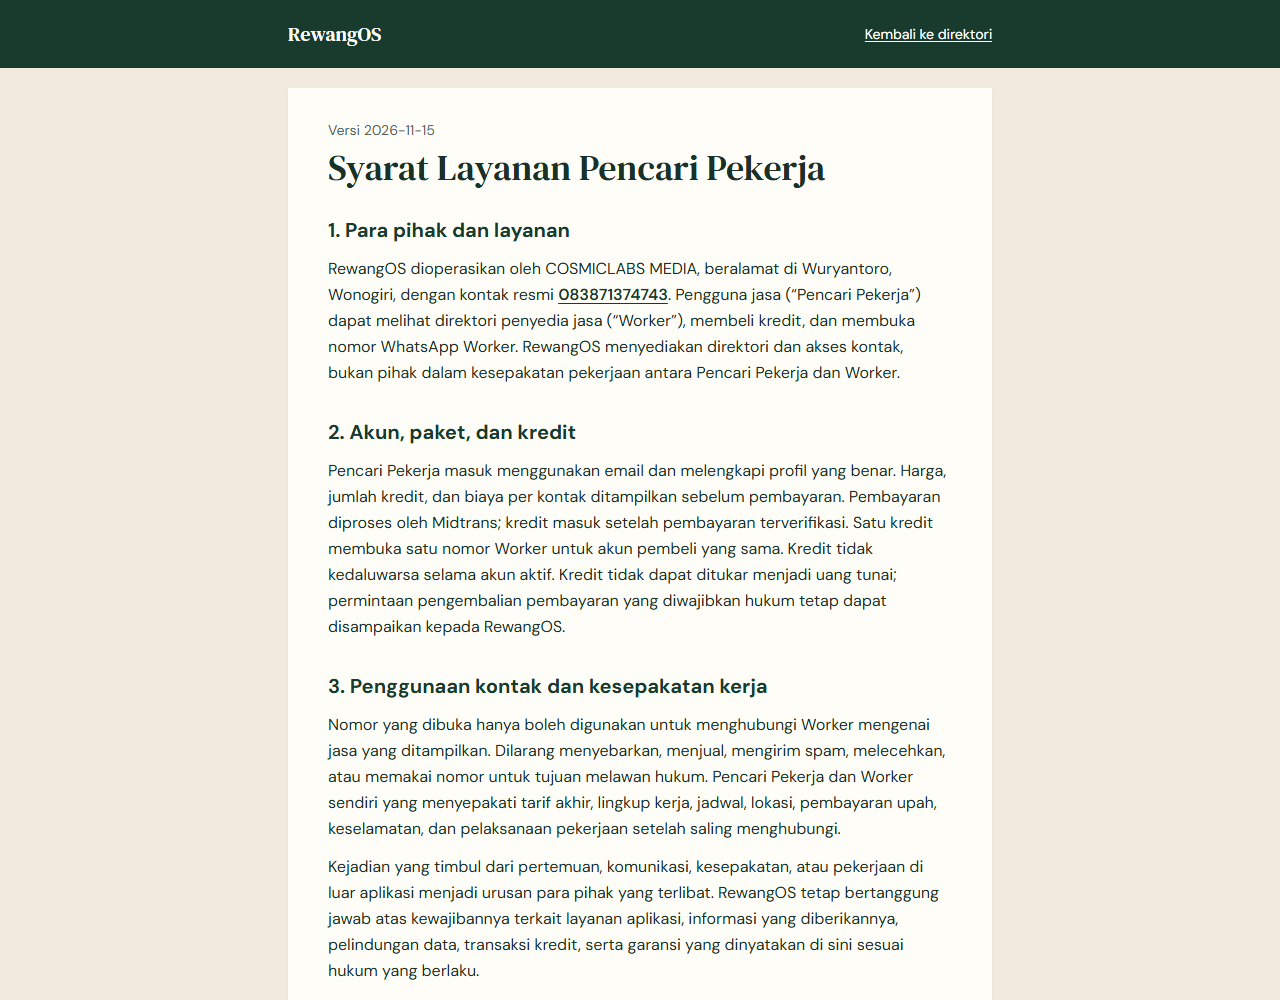 RewangOS
Kembali ke direktori
Versi 2026-11-15
Syarat Layanan Pencari Pekerja
1. Para pihak dan layanan
RewangOS dioperasikan oleh COSMICLABS MEDIA, beralamat di Wuryantoro,
Wonogiri, dengan kontak resmi 083871374743. Pengguna jasa (“Pencari Pekerja”)
dapat melihat direktori penyedia jasa (“Worker”), membeli kredit, dan membuka
nomor WhatsApp Worker. RewangOS menyediakan direktori dan akses kontak,
bukan pihak dalam kesepakatan pekerjaan antara Pencari Pekerja dan Worker.
2. Akun, paket, dan kredit
Pencari Pekerja masuk menggunakan email dan melengkapi profil yang benar. Harga,
jumlah kredit, dan biaya per kontak ditampilkan sebelum pembayaran. Pembayaran
diproses oleh Midtrans; kredit masuk setelah pembayaran terverifikasi. Satu kredit
membuka satu nomor Worker untuk akun pembeli yang sama. Kredit tidak
kedaluwarsa selama akun aktif. Kredit tidak dapat ditukar menjadi uang tunai;
permintaan pengembalian pembayaran yang diwajibkan hukum tetap dapat
disampaikan kepada RewangOS.
3. Penggunaan kontak dan kesepakatan kerja
Nomor yang dibuka hanya boleh digunakan untuk menghubungi Worker mengenai
jasa yang ditampilkan. Dilarang menyebarkan, menjual, mengirim spam, melecehkan,
atau memakai nomor untuk tujuan melawan hukum. Pencari Pekerja dan Worker
sendiri yang menyepakati tarif akhir, lingkup kerja, jadwal, lokasi, pembayaran upah,
keselamatan, dan pelaksanaan pekerjaan setelah saling menghubungi.
Kejadian yang timbul dari pertemuan, komunikasi, kesepakatan, atau pekerjaan di
luar aplikasi menjadi urusan para pihak yang terlibat. RewangOS tetap bertanggung
jawab atas kewajibannya terkait layanan aplikasi, informasi yang diberikannya,
pelindungan data, transaksi kredit, serta garansi yang dinyatakan di sini sesuai
hukum yang berlaku.